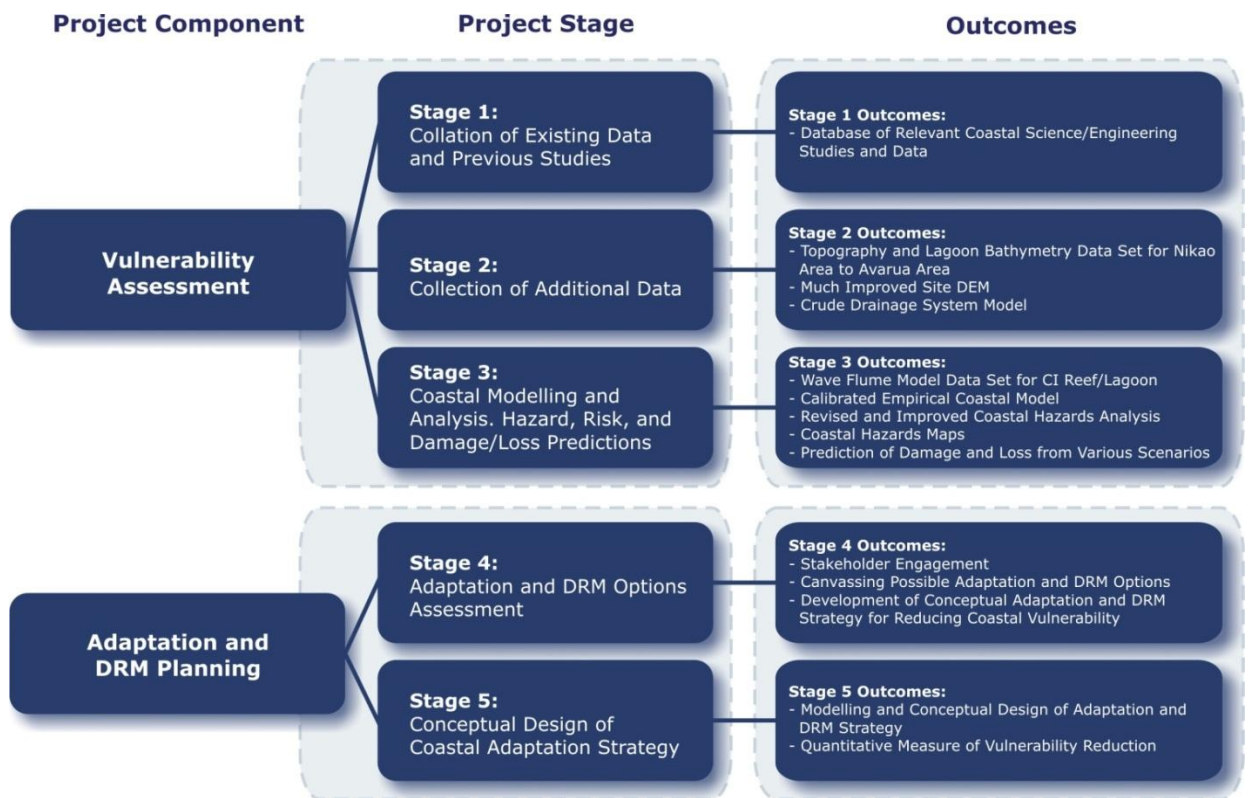 Project Component
Project Stage
Outcomes
Vulnerability
Assessment
Stage 1:
Collation of Existing Data
and Previous Studies
Stage 1 Outcomes:
- Database of Relevant Coastal Science/Engineering
Studies and Data
Stage 2:
Collection of Additional Data
Stage 2 Outcomes:
- Topography and Lagoon Bathymetry Data Set for Nikao
Area to Avarua Area
- Much Improved Site DEM
- Crude Drainage System Model
Stage 3:
Coastal Modelling and
Analysis. Hazard, Risk, and
Damage/Loss Predictions
Stage 3 Outcomes:
- Wave Flume Model Data Set for CI Reef/Lagoon
- Calibrated Empirical Coastal Model
- Revised and Improved Coastal Hazards Analysis
- Coastal Hazards Maps
- Prediction of Damage and Loss from Various Scenarios
Adaptation and
DRM Planning
Stage 4:
Adaptation and DRM Options
Assessment
Stage 4 Outcomes:
- Stakeholder Engagement
- Canvassing Possible Adaptation and DRM Options
- Development of Conceptual Adaptation and DRM
Strategy for Reducing Coastal Vulnerability
Stage 5:
Conceptual Design of
Coastal Adaptation Strategy
Stage 5 Outcomes:
- Modelling and Conceptual Design of Adaptation and
DRM Strategy
- Quantitative Measure of Vulnerability Reduction